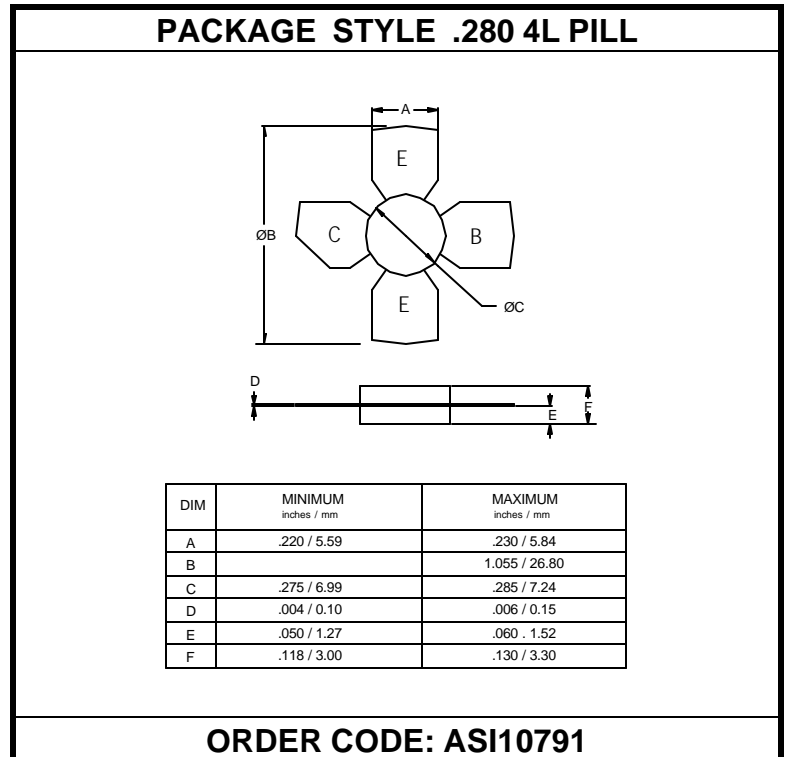 PACKAGE STYLE .280 4L PILL
A
E
ØB
C
B
E
ØC
D
E
F
DIM MINIMUM MAXIMUM
inches / mm inches / mm
A .220 / 5.59 .230 / 5.84
B 1.055 / 26.80
C .275 / 6.99 .285 / 7.24
D .004 / 0.10 .006 / 0.15
E .050 / 1.27 .060 . 1.52
F .118 / 3.00 .130 / 3.30
ORDER CODE: ASI10791